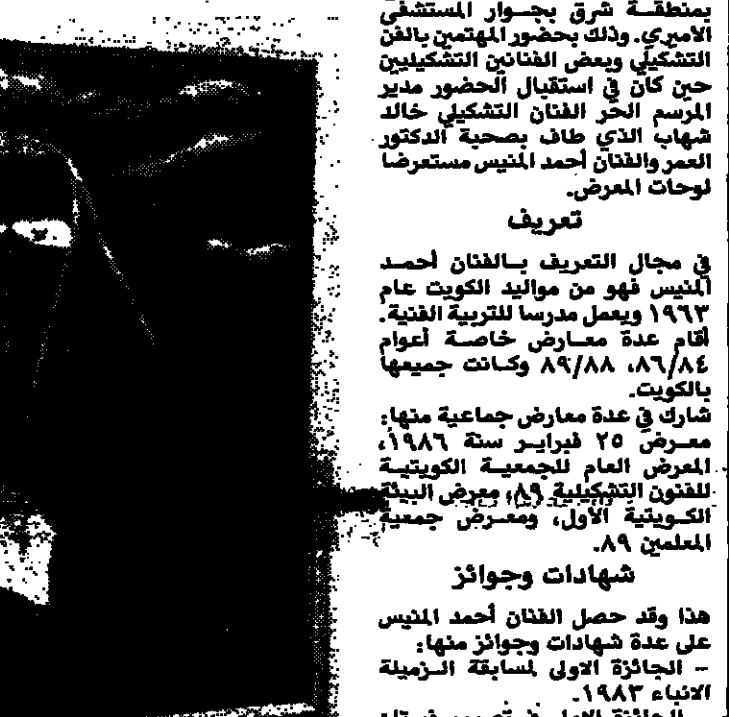 بمنطقة شرق بجوار المستشفى
الاميري. وذلك بحضور المهتمين بالفن
التشكيلي وبعض الفنانين التشكيليين
حين كان في استقبال الحضور مدير
المرسم الحر الفنان التشكيلي خالد
شهاب الذي طاف بصحبة الدكتور
العمر والفنان أحمد المنيس مستعرضا
لوحات المعرض.
تعريف
في مجال التعريف بالفنان أحمد
المنيس فهو من مواليد الكويت عام
١٩٦٣ ويعمل مدرسا للتربية الفنية.
أقام عدة معارض خاصة أعوام
٨٦/٨٤، ٨٩/٨٨ وكانت جميعها
بالكويت.
شارك في عدة معارض جماعية منها:
معرض ٢٥ فبراير سنة ١٩٨٦،
المعرض العام للجمعية الكويتية
للفنون التشكيلية ٨٩، معرض البيئة
الكويتية الأول، ومعرض جمعية
المعلمين ٨٩.
شهادات وجوائز
هذا وقد حصل الفنان أحمد المنيس
على عدة شهادات وجوائز منها:
– الجائزة الاولى لمسابقة الزميلة
الانباء ١٩٨٣.